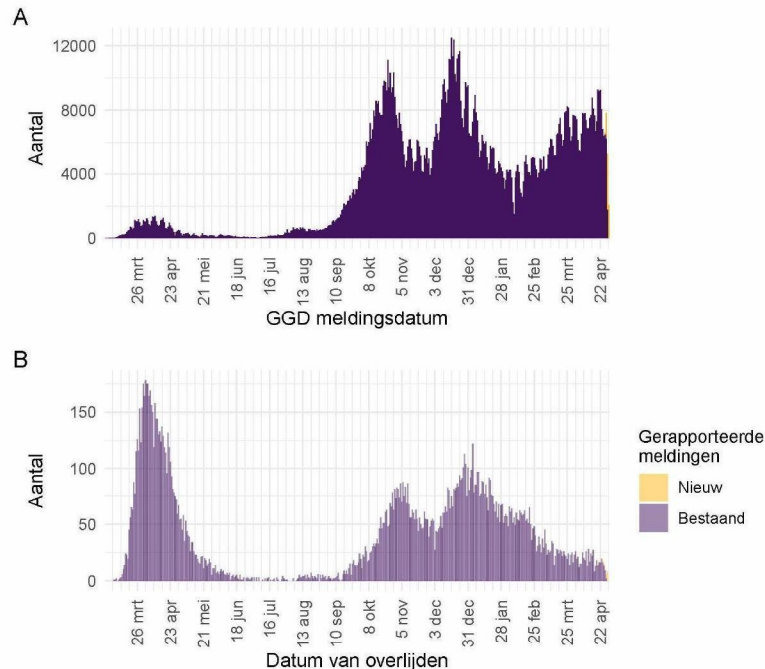 A
Aantal
12000
8000
4000
0
26 mrt
23 apr
21 mei
18 jun
16 jul
13 aug
10 sep
8 okt
5 nov
3 dec
31 dec
28 jan
25 feb
25 mrt
22 apr
GGD meldingsdatum
B
Aantal
150
100
50
0
26 mrt
23 apr
21 mei
18 jun
16 jul
13 aug
10 sep
8 okt
5 nov
3 dec
31 dec
28 jan
25 feb
25 mrt
22 apr
Datum van overlijden
Gerapporteerde
meldingen
Nieuw
Bestaand